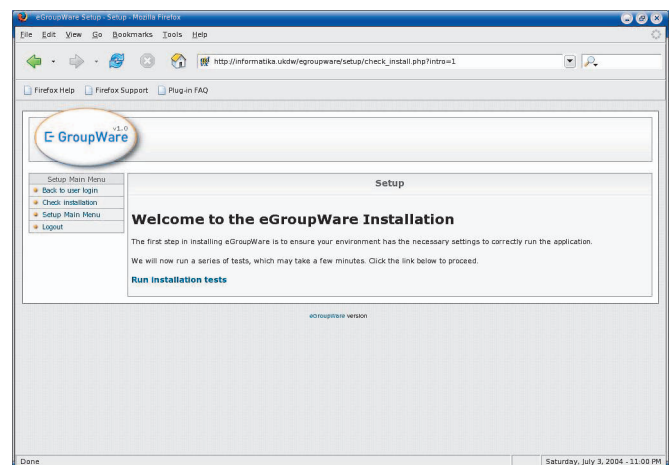 eGroupWare Setup - Setup - Mozilla Firefox
File Edit View Go Bookmarks Tools Help
http://informatika.ukdw/egroupware/setup/check_install.php?intro=1
Firefox Help Firefox Support Plug-in FAQ
v1.0
E-GroupWare
Setup Main Menu
Back to user login
Check installation
Setup Main Menu
Logout
Setup
Welcome to the eGroupWare Installation
The first step in installing eGroupWare is to ensure your environment has the necessary settings to correctly run the application.
We will now run a series of tests, which may take a few minutes. Click the link below to proceed.
Run installation tests
eGroupWare version
Done
Saturday, July 3, 2004 - 11:00 PM